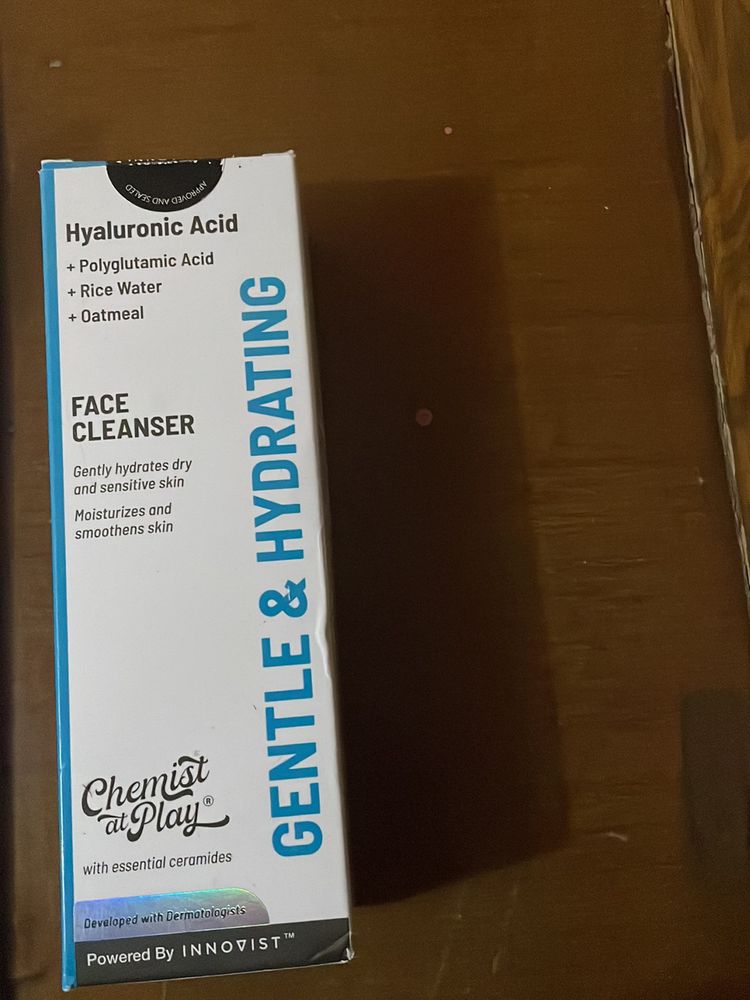 APPROVED AND SEALED
Hyaluronic Acid
+ Polyglutamic Acid
+ Rice Water
+ Oatmeal
FACE
CLEANSER
Gently hydrates dry
and sensitive skin
Moisturizes and
smoothens skin
GENTLE & HYDRATING
Chemist
at Play®
with essential ceramides
Developed with Dermatologists
Powered By INNOVIST™